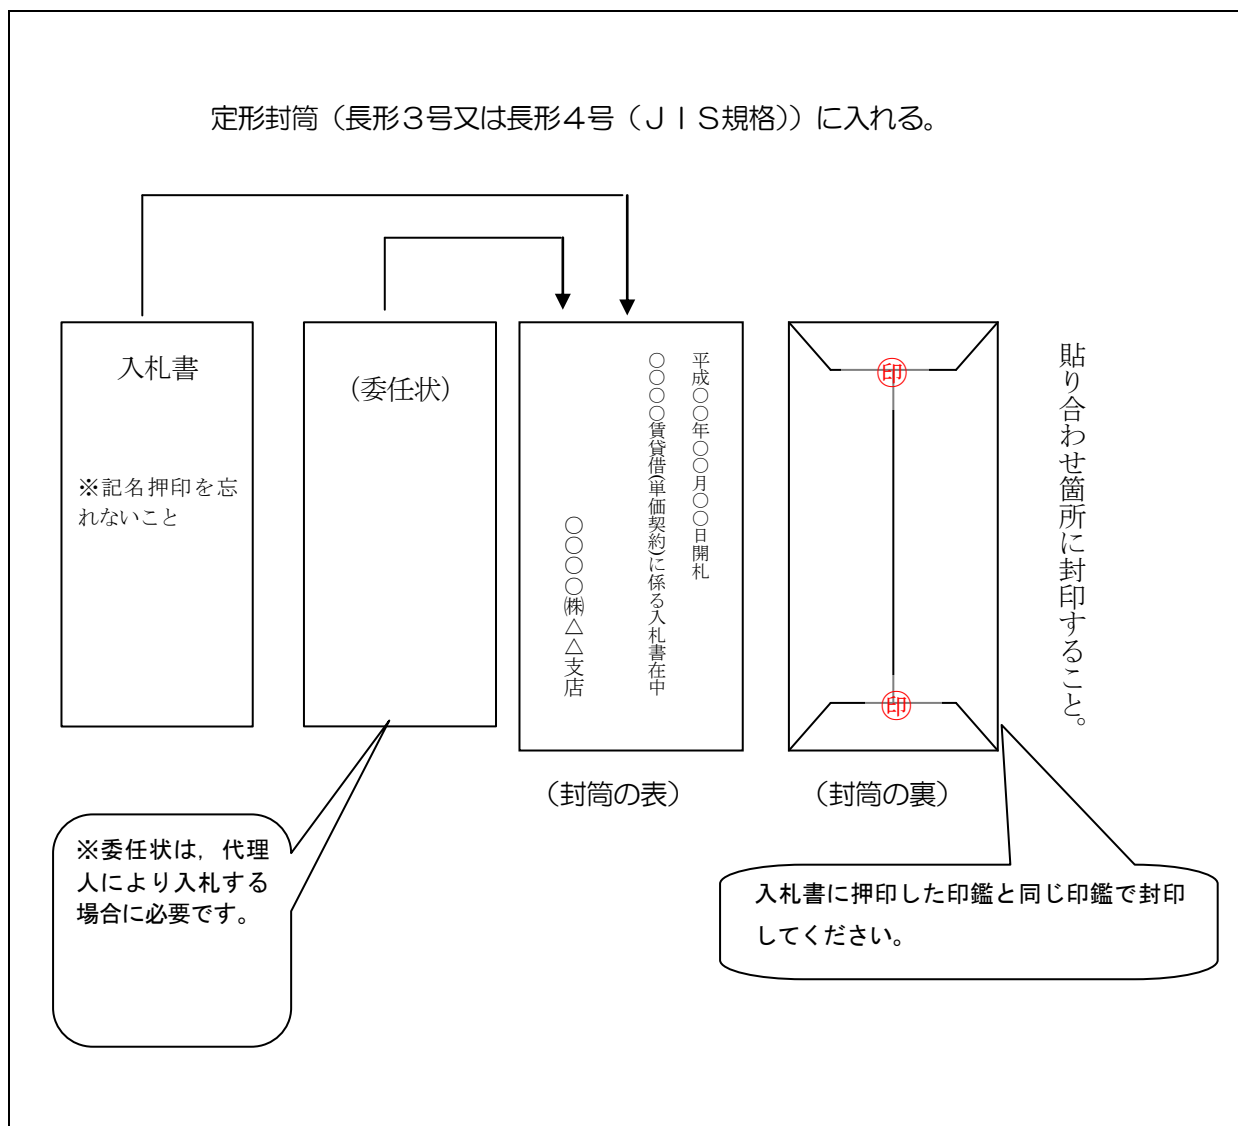 定形封筒（長形３号又は長形４号（ＪＩＳ規格））に入れる。
入札書
※記名押印を忘
れないこと
（委任状）
平成〇〇年〇〇月〇〇日開札
〇〇〇〇賃貸借(単価契約)に係る入札書在中
〇〇〇〇㈱△△支店
印
印
貼り合わせ箇所に封印すること。
（封筒の表）
（封筒の裏）
※委任状は，代理
人により入札する
場合に必要です。
入札書に押印した印鑑と同じ印鑑で封印
してください。